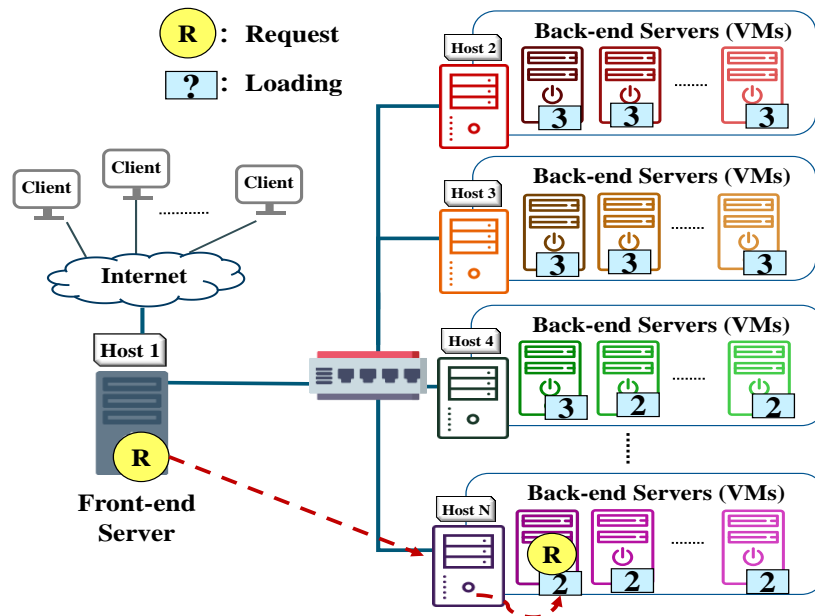 R : Request
? : Loading
Client
Client
Client
..........
Internet
Host 1
R
Front-end
Server
Host 2
Back-end Servers (VMs)
3
3
........
3
Host 3
Back-end Servers (VMs)
3
3
........
3
Host 4
Back-end Servers (VMs)
3
2
........
2
Host N
Back-end Servers (VMs)
R
2
2
........
2